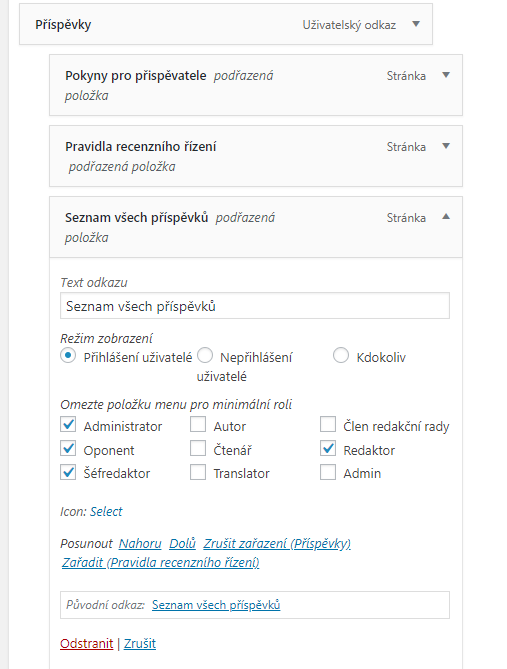 Příspěvky Uživatelský odkaz
Pokyny pro přispěvatele podřazená Stránka
položka
Pravidla recenzního řízení Stránka
podřazená položka
Seznam všech příspěvků podřazená Stránka
položka
Text odkazu
Seznam všech příspěvků
Režim zobrazení
Přihlášení uživatelé Nepřihlášení Kdokoliv
uživatelé
Omezte položku menu pro minimální roli
Administrator Autor Člen redakční rady
Oponent Čtenář Redaktor
Šéfredaktor Translator Admin
Icon: Select
Posunout Nahoru Dolů Zrušit zařazení (Příspěvky)
Zařadit (Pravidla recenzního řízení)
Původní odkaz: Seznam všech příspěvků
Odstranit | Zrušit